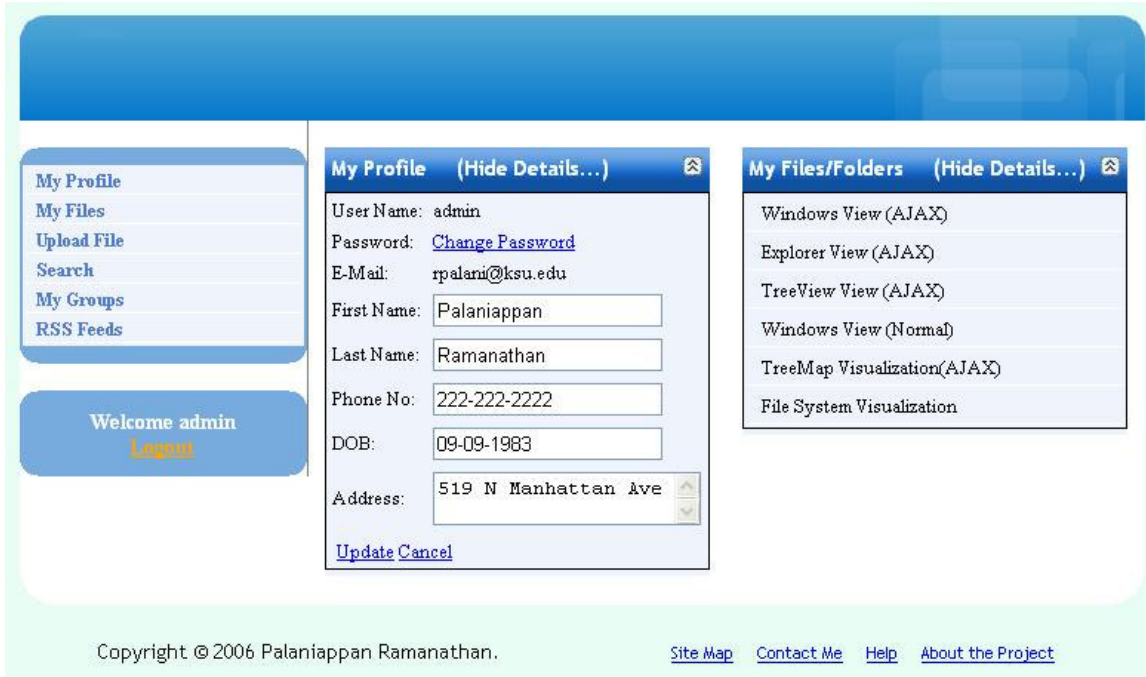 My Profile
My Files
Upload File
Search
My Groups
RSS Feeds
Welcome admin
Logout
My Profile (Hide Details...)
User Name: admin
Password: Change Password
E-Mail: rpalani@ksu.edu
First Name: Palaniappan
Last Name: Ramanathan
Phone No: 222-222-2222
DOB: 09-09-1983
Address: 519 N Manhattan Ave
Update Cancel
My Files/Folders (Hide Details...)
Windows View (AJAX)
Explorer View (AJAX)
TreeView View (AJAX)
Windows View (Normal)
TreeMap Visualization(AJAX)
File System Visualization
Copyright © 2006 Palaniappan Ramanathan.
Site Map Contact Me Help About the Project